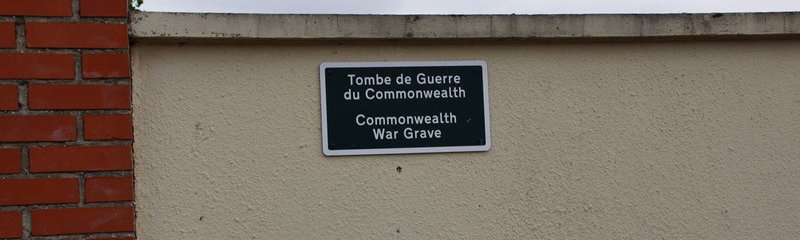 Tombe de Guerre
du Commonwealth
Commonwealth
War Grave